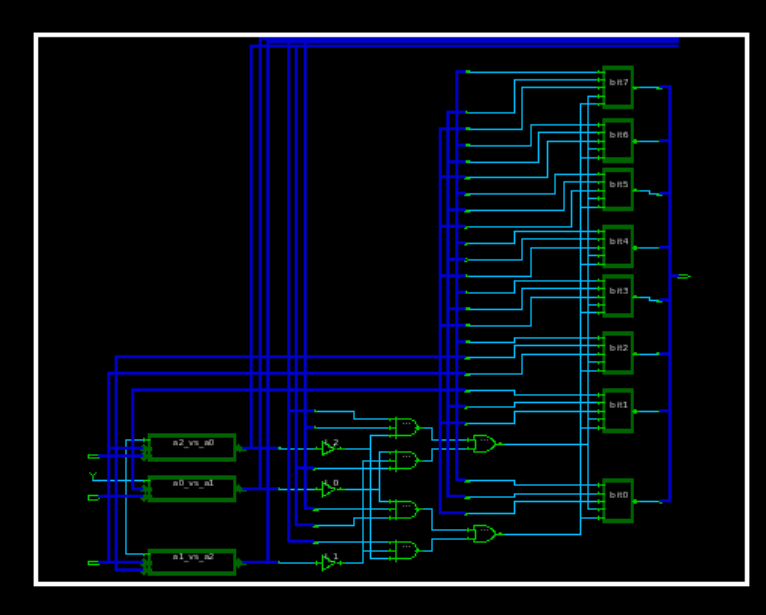 bit7
bit6
bit5
bit4
bit3
bit2
bit1
a2_vs_a0
a0_vs_a1
bit0
a1_vs_a2